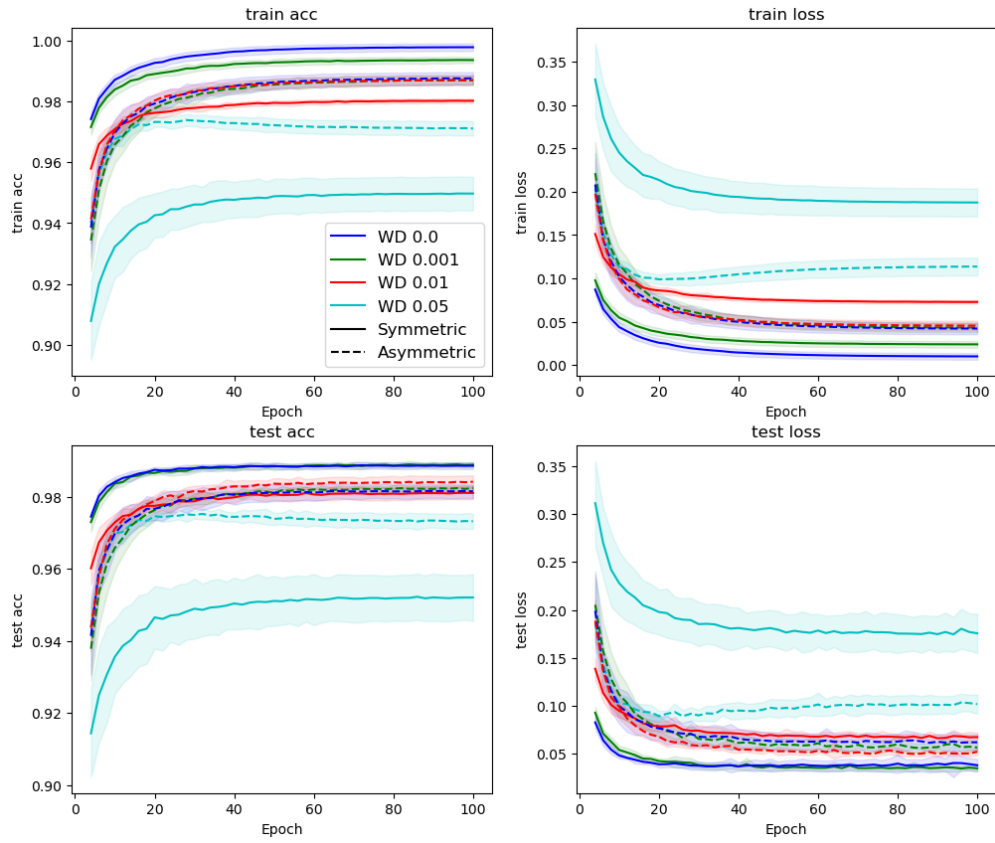 train acc
train acc
1.00
0.98
0.96
0.94
0.92
0.90
WD 0.0
WD 0.001
WD 0.01
WD 0.05
Symmetric
Asymmetric
0 20 40 60 80 100
Epoch
train loss
train loss
0.35
0.30
0.25
0.20
0.15
0.10
0.05
0.00
0 20 40 60 80 100
Epoch
test acc
test acc
0.98
0.96
0.94
0.92
0.90
0 20 40 60 80 100
Epoch
test loss
test loss
0.35
0.30
0.25
0.20
0.15
0.10
0.05
0 20 40 60 80 100
Epoch